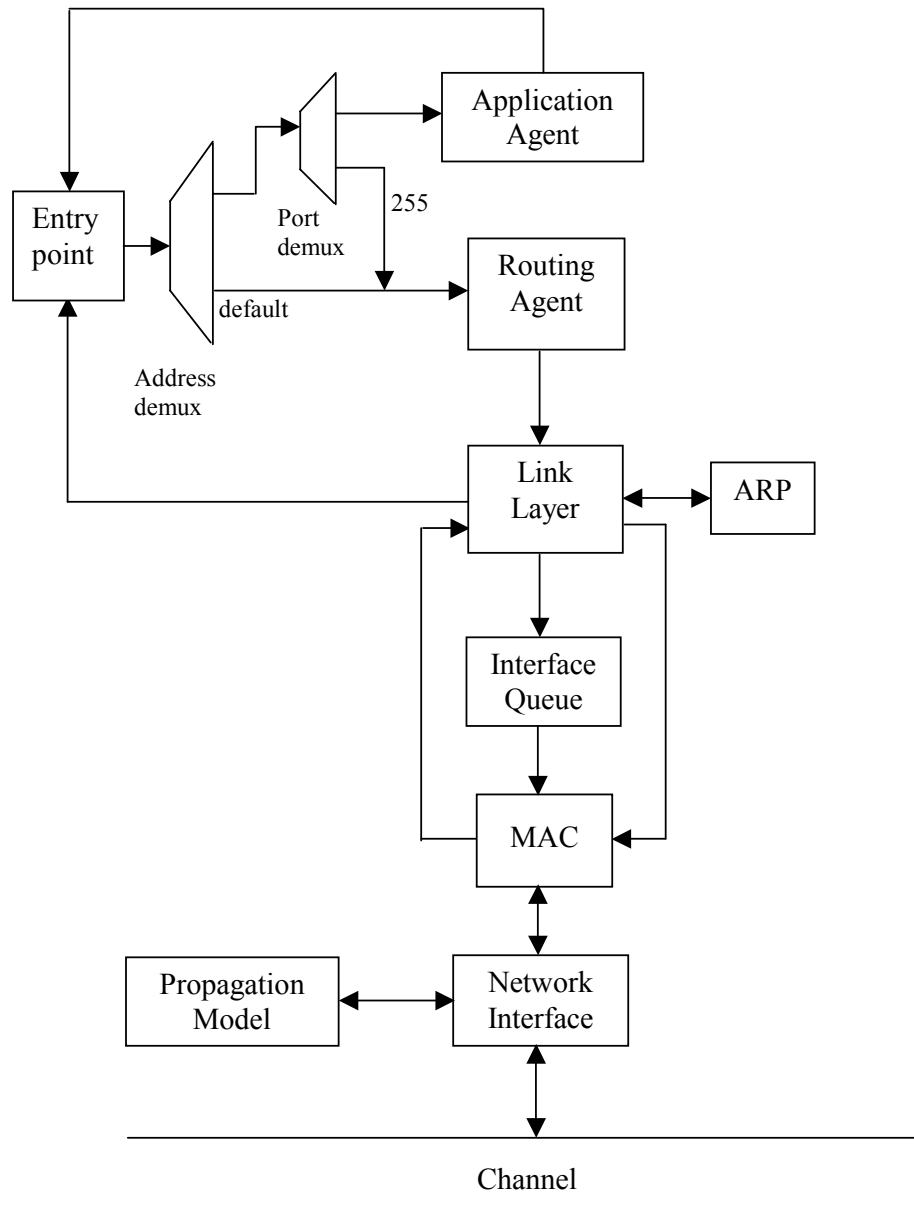 Application
Agent
Entry
point
255
Port
demux
Routing
Agent
default
Address
demux
Link
Layer
ARP
Interface
Queue
MAC
Propagation
Model
Network
Interface
Channel